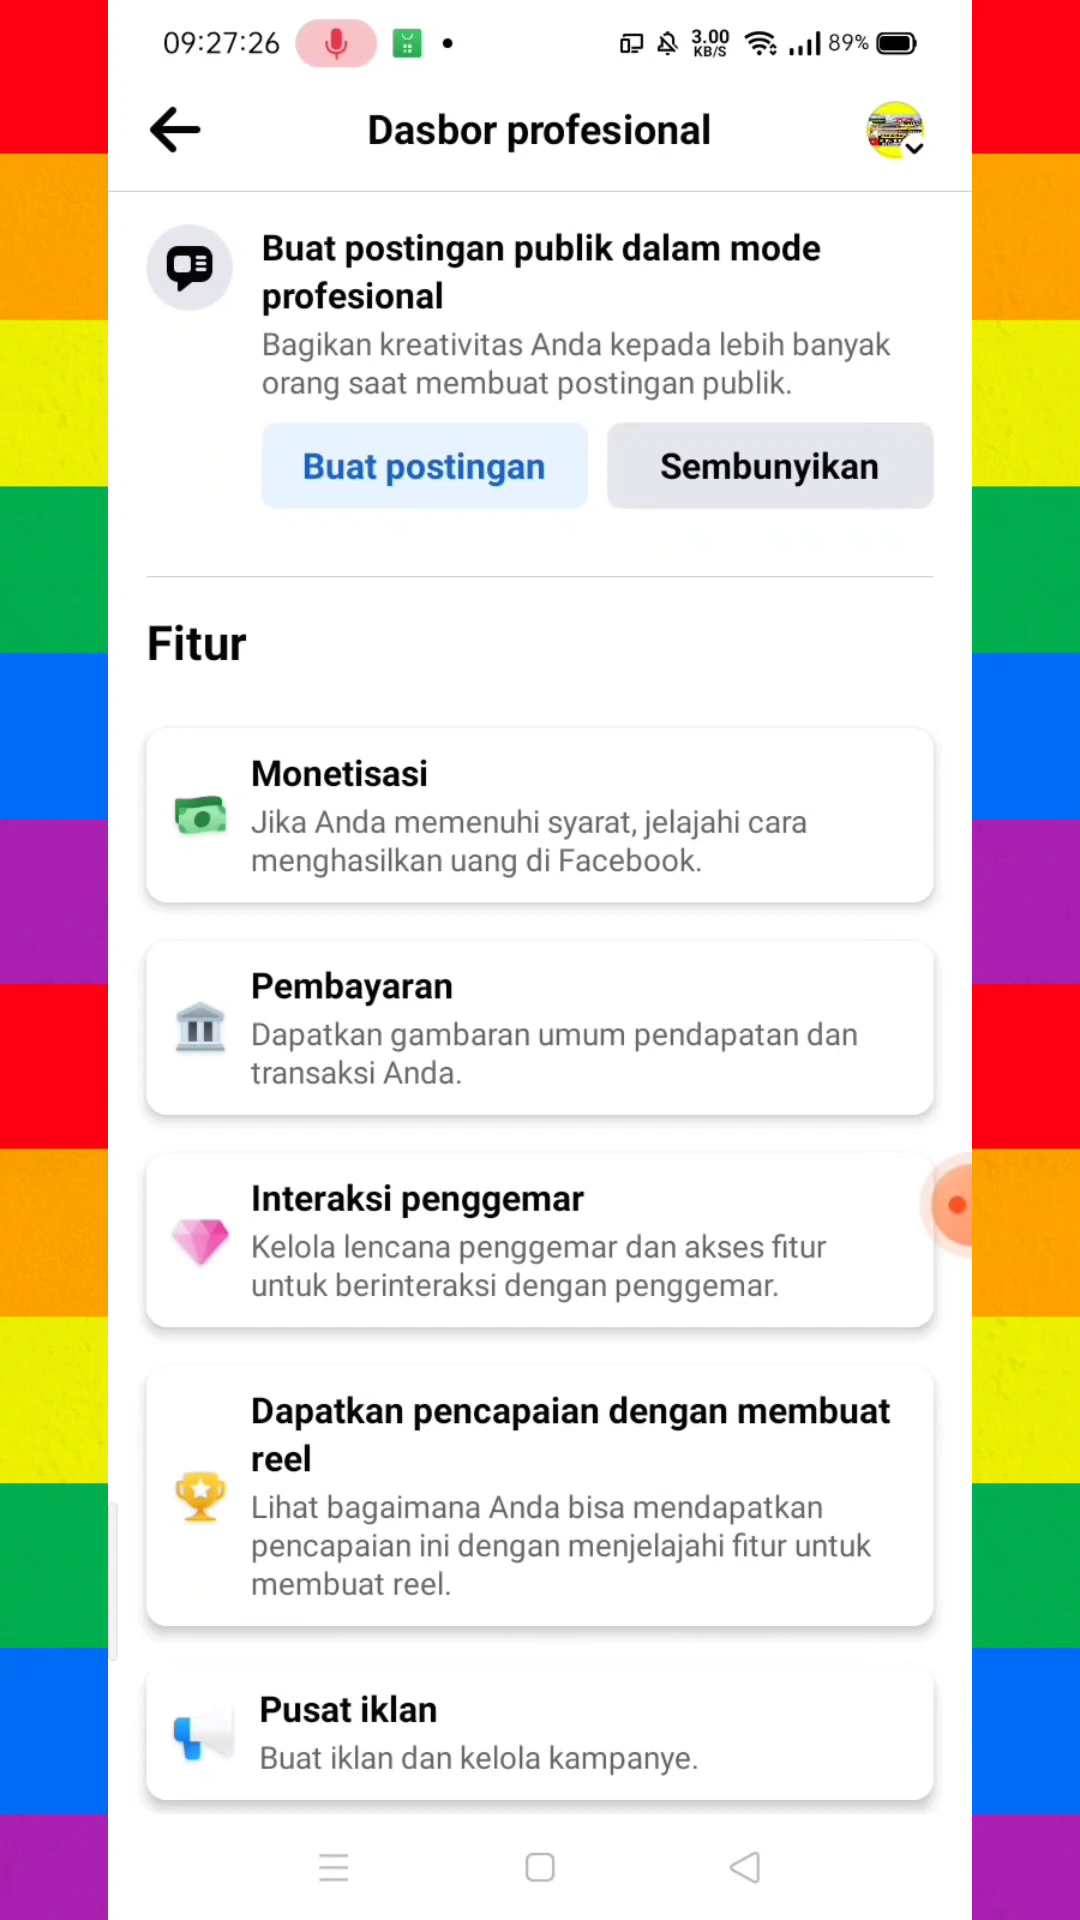 09:27:26
3.00
KB/S
89%
Dasbor profesional
Buat postingan publik dalam mode
profesional
Bagikan kreativitas Anda kepada lebih banyak
orang saat membuat postingan publik.
Buat postingan
Sembunyikan
Fitur
Monetisasi
Jika Anda memenuhi syarat, jelajahi cara
menghasilkan uang di Facebook.
Pembayaran
Dapatkan gambaran umum pendapatan dan
transaksi Anda.
Interaksi penggemar
Kelola lencana penggemar dan akses fitur
untuk berinteraksi dengan penggemar.
Dapatkan pencapaian dengan membuat
reel
Lihat bagaimana Anda bisa mendapatkan
pencapaian ini dengan menjelajahi fitur untuk
membuat reel.
Pusat iklan
Buat iklan dan kelola kampanye.